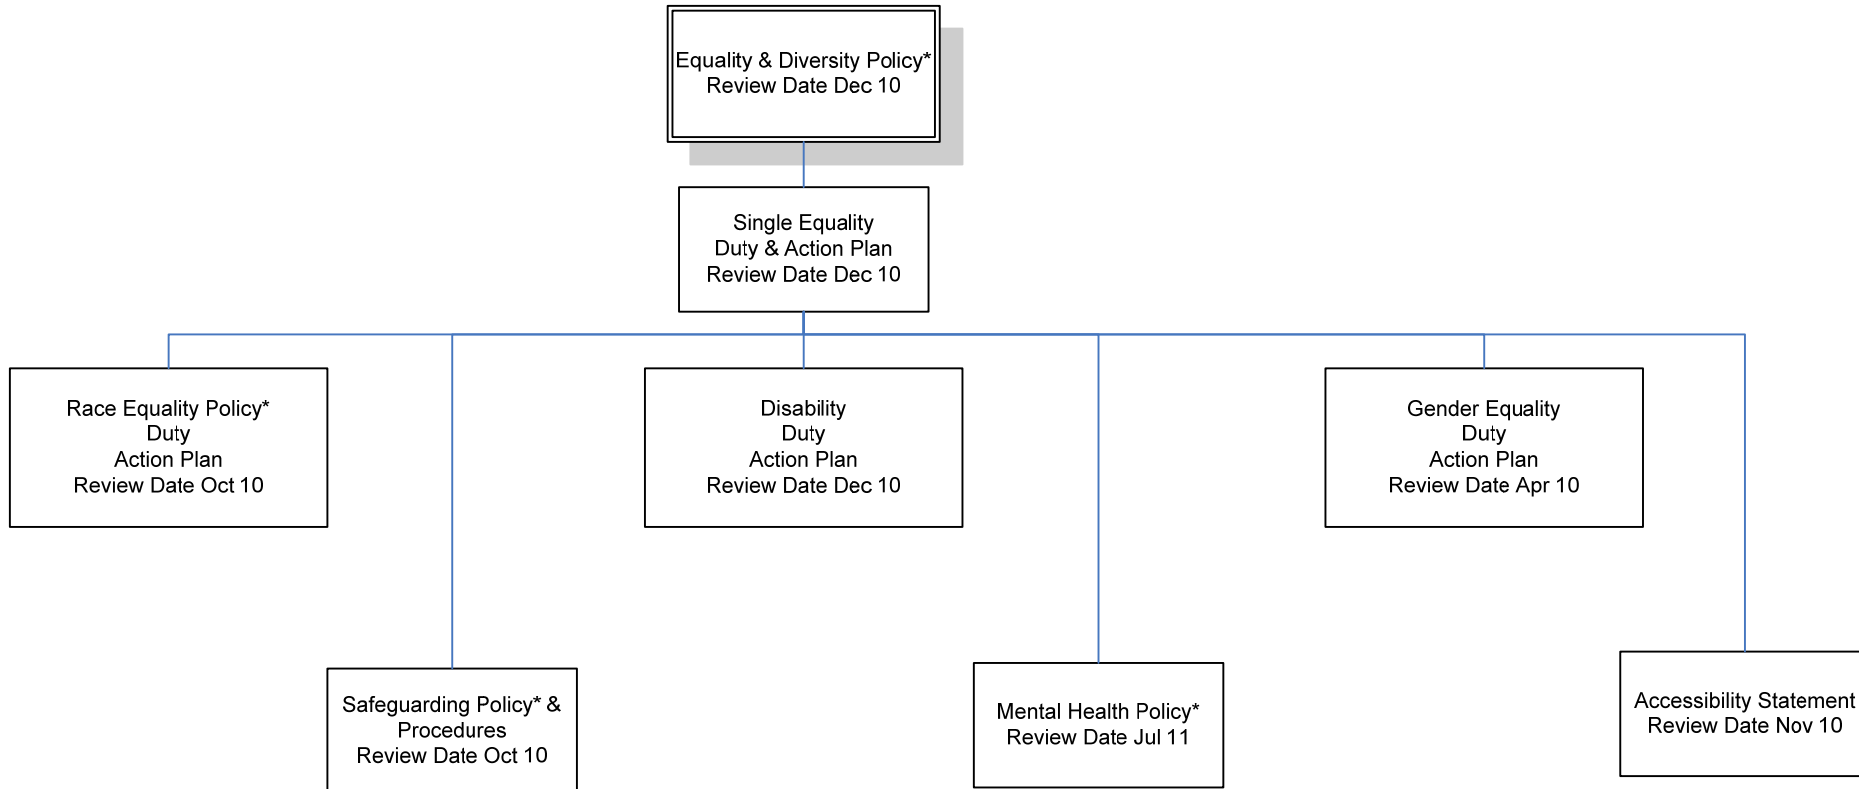 Equality & Diversity Policy*
Review Date Dec 10
Single Equality
Duty & Action Plan
Review Date Dec 10
Race Equality Policy*
Duty
Action Plan
Review Date Oct 10
Disability
Duty
Action Plan
Review Date Dec 10
Gender Equality
Duty
Action Plan
Review Date Apr 10
Safeguarding Policy* &
Procedures
Review Date Oct 10
Mental Health Policy*
Review Date Jul 11
Accessibility Statement
Review Date Nov 10